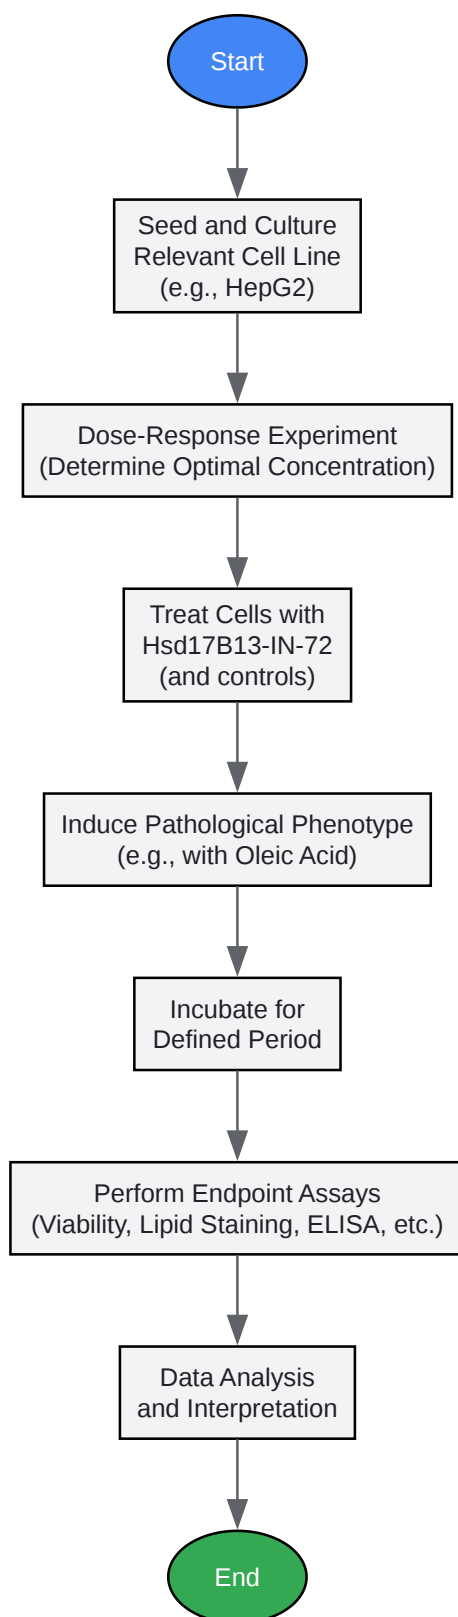 Start
Seed and Culture
Relevant Cell Line
(e.g., HepG2)
Dose-Response Experiment
(Determine Optimal Concentration)
Treat Cells with
Hsd17B13-IN-72
(and controls)
Induce Pathological Phenotype
(e.g., with Oleic Acid)
Incubate for
Defined Period
Perform Endpoint Assays
(Viability, Lipid Staining, ELISA, etc.)
Data Analysis
and Interpretation
End